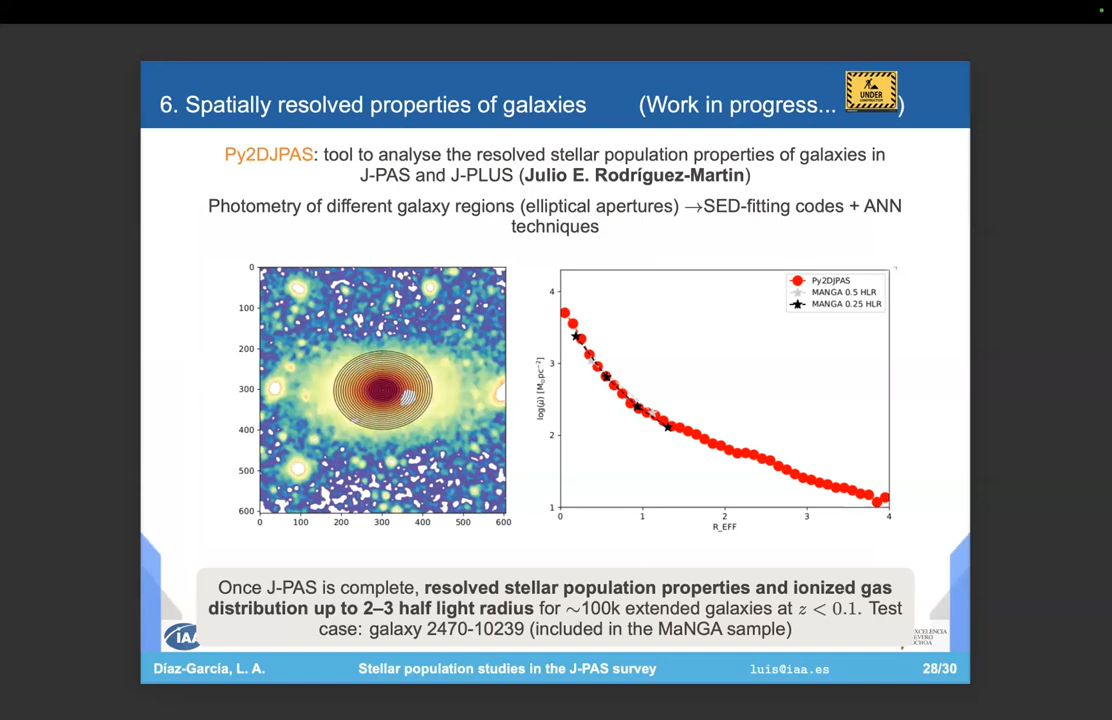 6. Spatially resolved properties of galaxies (Work in progress... UNDER CONSTRUCTION )
Py2DJPAS: tool to analyse the resolved stellar population properties of galaxies in
J-PAS and J-PLUS (Julio E. Rodríguez-Martin)
Photometry of different galaxy regions (elliptical apertures) →SED-fitting codes + ANN
techniques
0
100
200
300
400
500
600
0 100 200 300 400 500 600
Py2DJPAS
MANGA 0.5 HLR
MANGA 0.25 HLR
4
3
2
1
log(μ) [M⊙pc⁻²]
0 1 2 3 4
R_EFF
Once J-PAS is complete, resolved stellar population properties and ionized gas
distribution up to 2–3 half light radius for ∼100k extended galaxies at z < 0.1. Test
case: galaxy 2470-10239 (included in the MaNGA sample)
IAA
XCELENCIA
EVERO
OCHOA
Díaz-García, L. A. Stellar population studies in the J-PAS survey luis@iaa.es 28/30